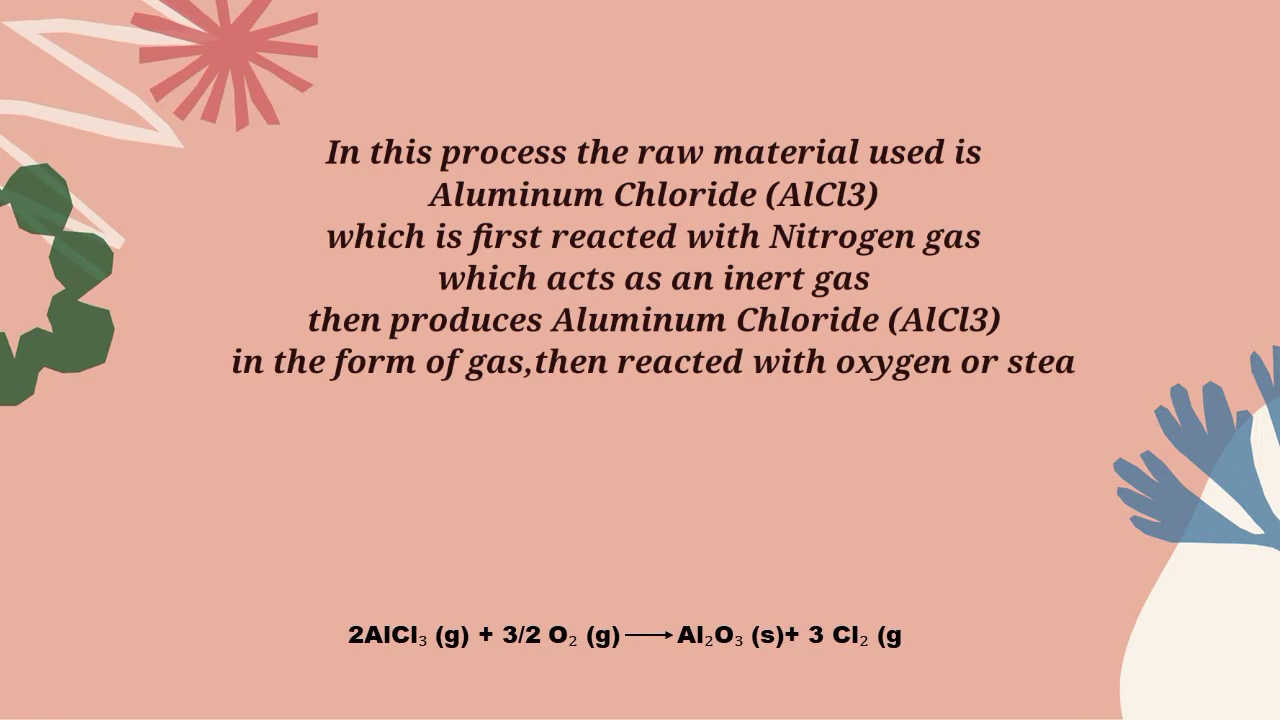 In this process the raw material used is
Aluminum Chloride (AlCl3)
which is first reacted with Nitrogen gas
which acts as an inert gas
then produces Aluminum Chloride (AlCl3)
in the form of gas,then reacted with oxygen or stea
2AlCl₃ (g) + 3/2 O₂ (g) ⟶ Al₂O₃ (s)+ 3 Cl₂ (g